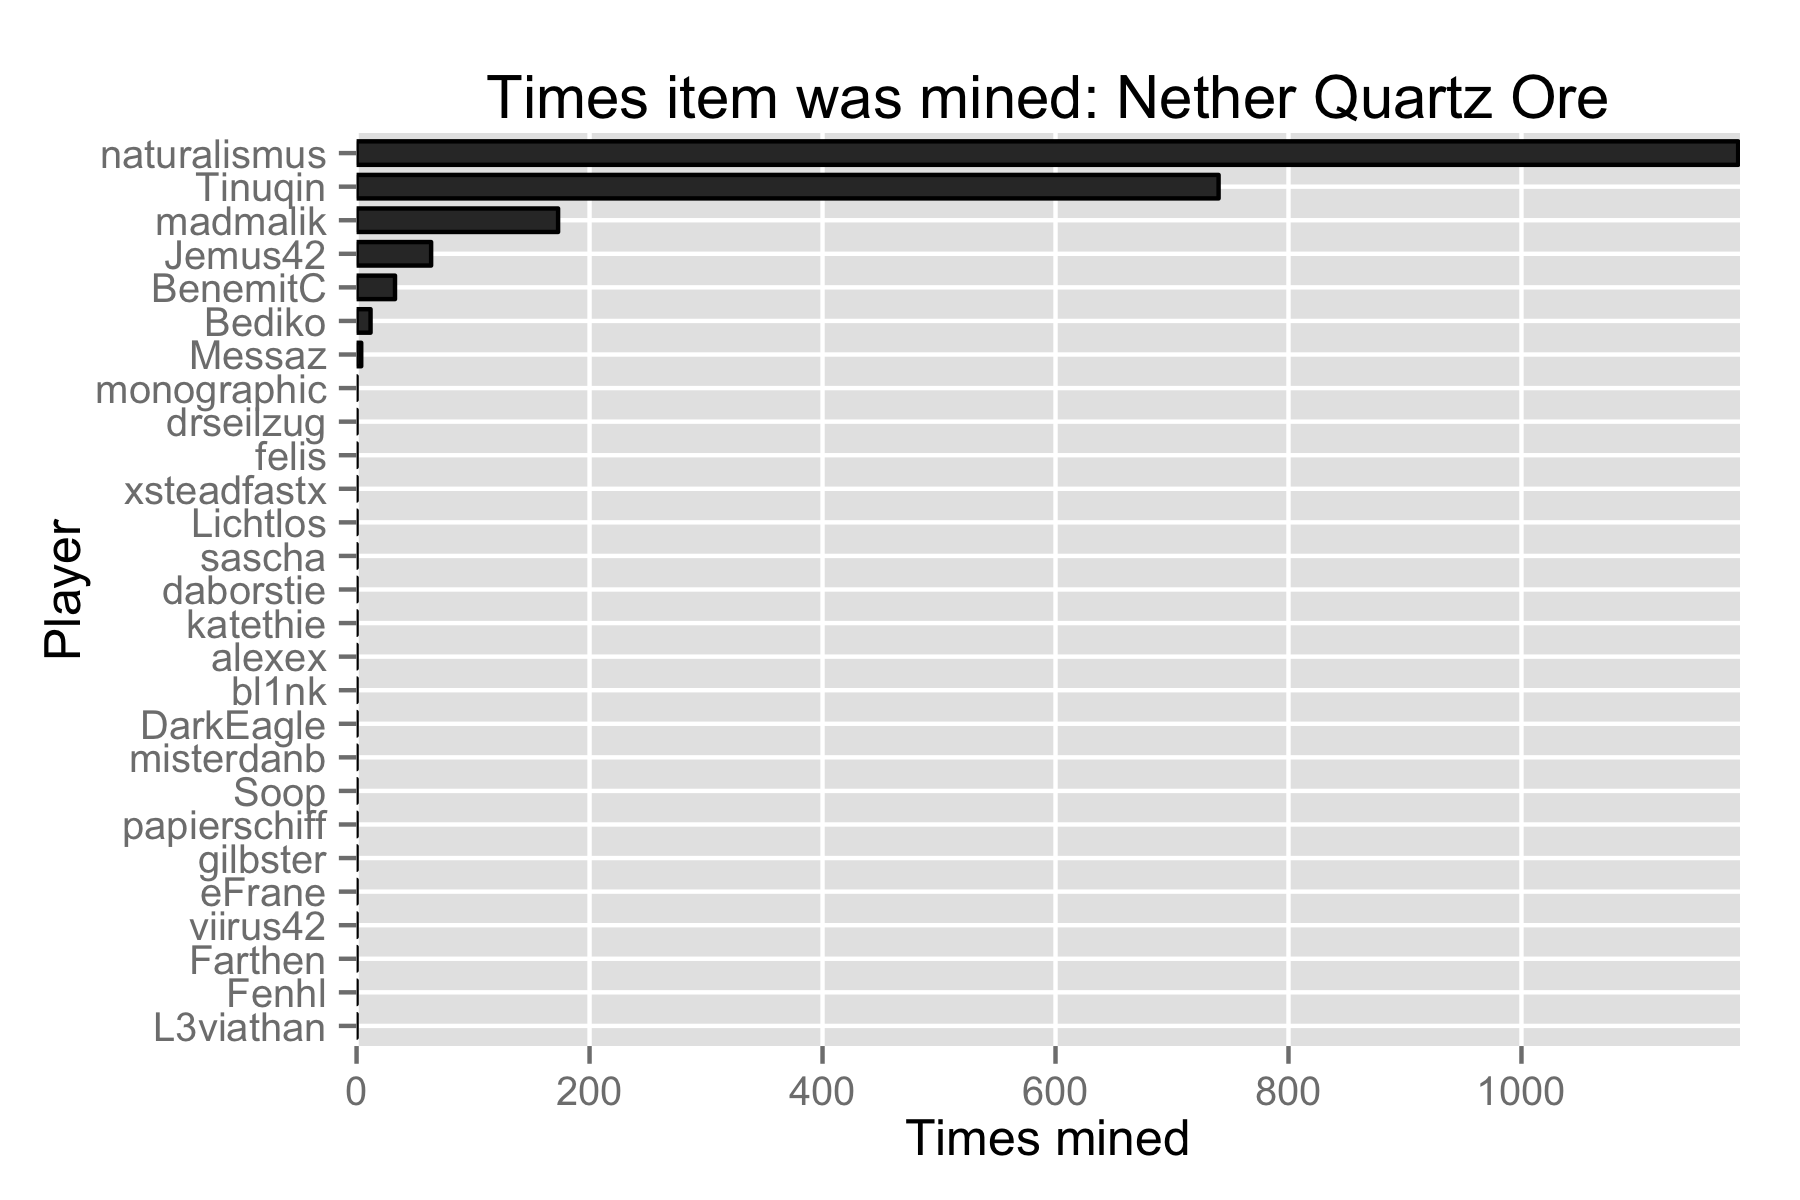 Times item was mined: Nether Quartz Ore
naturalismus
Tinuqin
madmalik
Jemus42
BenemitC
Bediko
Messaz
monographic
drseilzug
felis
xsteadfastx
Lichtlos
sascha
daborstie
katethie
alexex
bl1nk
DarkEagle
misterdanb
Soop
papierschiff
gilbster
eFrane
viirus42
Farthen
Fenhl
L3viathan
Player
0 200 400 600 800 1000
Times mined